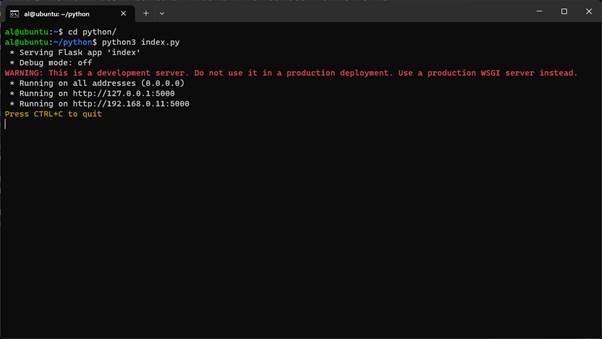 al@ubuntu: ~/python
al@ubuntu:~$ cd python/
al@ubuntu:~/python$ python3 index.py
 * Serving Flask app 'index'
 * Debug mode: off
WARNING: This is a development server. Do not use it in a production deployment. Use a production WSGI server instead.
 * Running on all addresses (0.0.0.0)
 * Running on http://127.0.0.1:5000
 * Running on http://192.168.0.11:5000
Press CTRL+C to quit